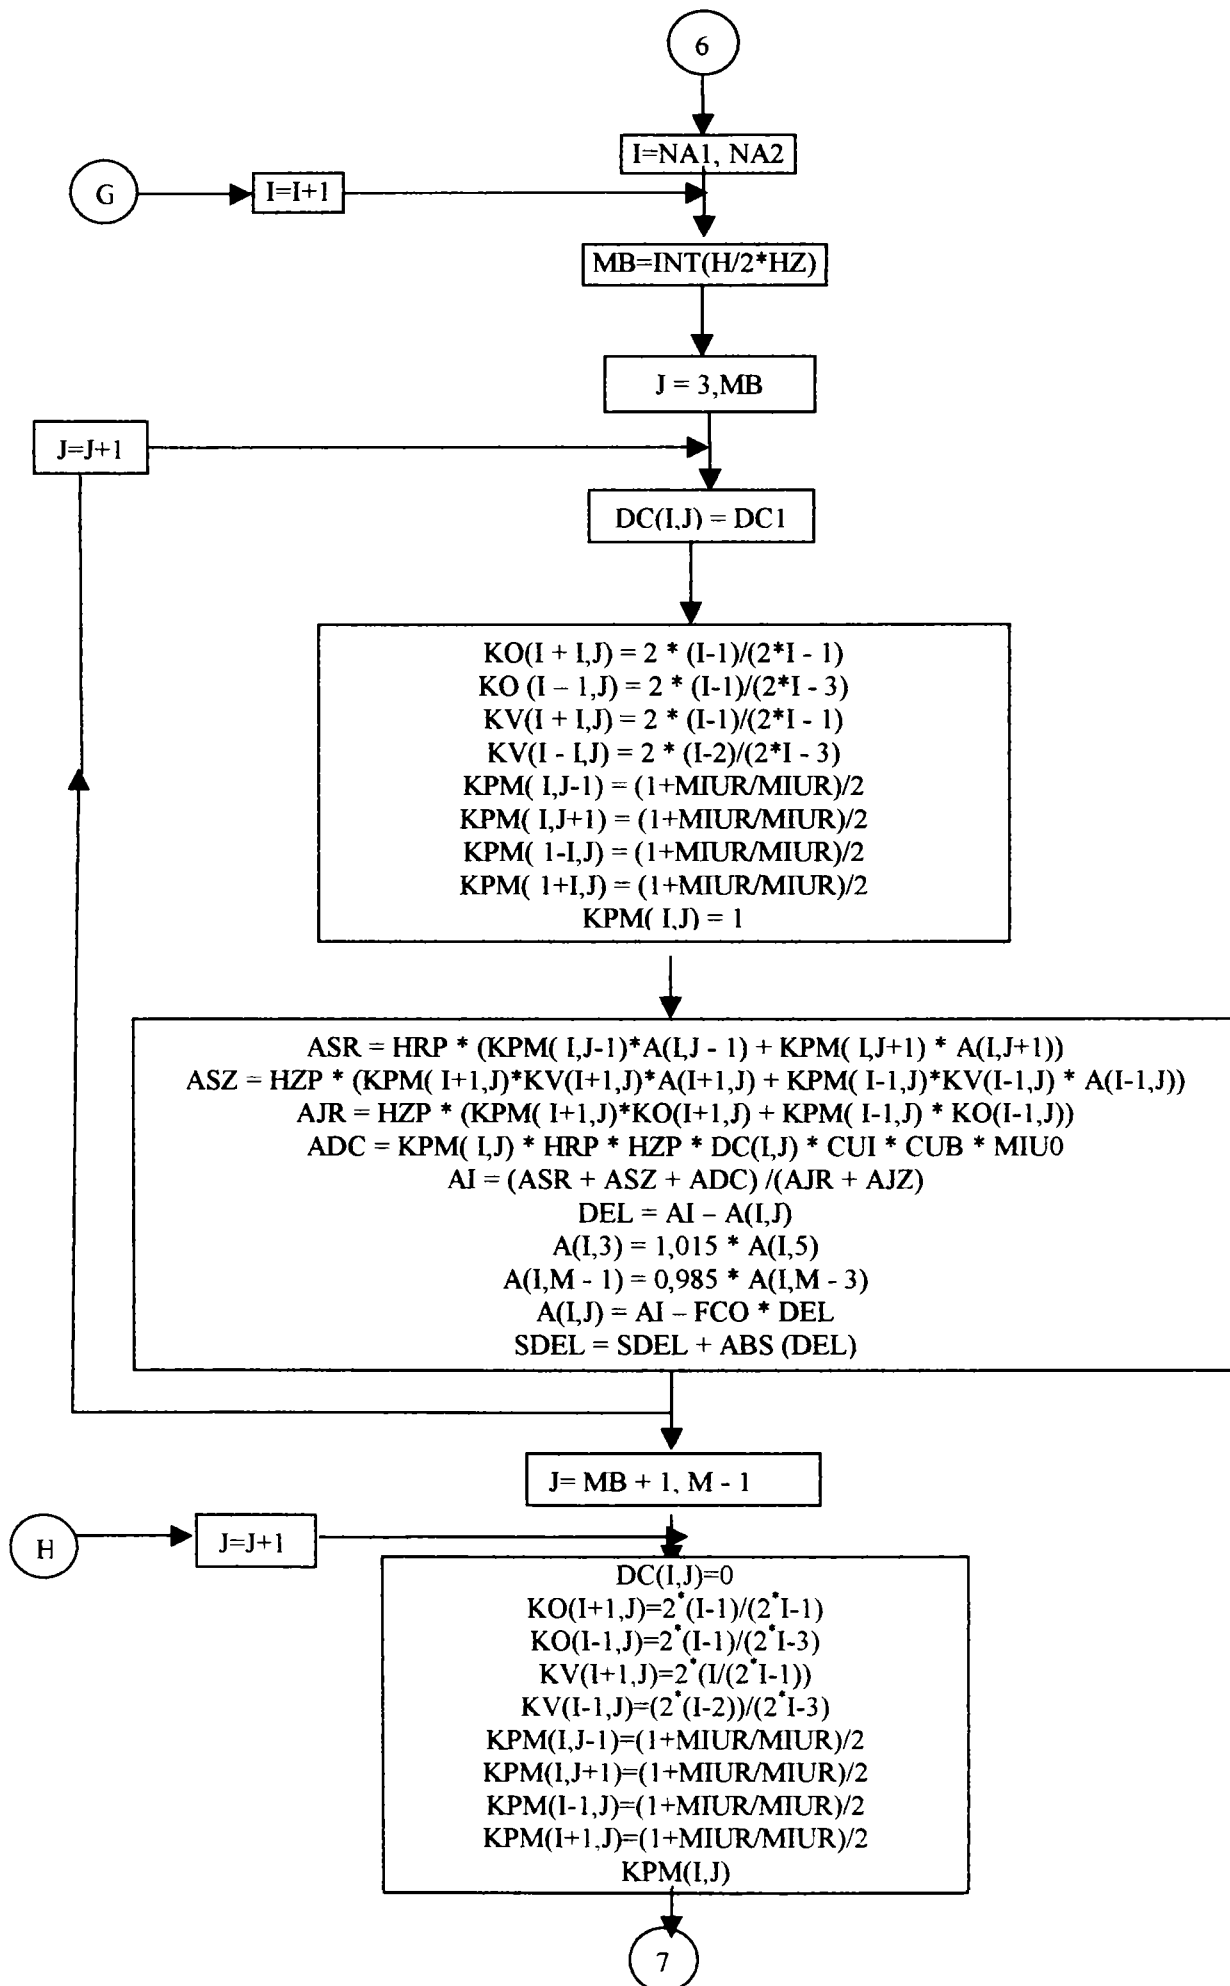 6
I=NA1, NA2
G
I=I+1
MB=INT(H/2*HZ)
J = 3,MB
J=J+1
DC(I,J) = DC1
KO(I + I,J) = 2 * (I-1)/(2*I - 1)
KO (I – 1,J) = 2 * (I-1)/(2*I - 3)
KV(I + I,J) = 2 * (I-1)/(2*I - 1)
KV(I - I,J) = 2 * (I-2)/(2*I - 3)
KPM( I,J-1) = (1+MIUR/MIUR)/2
KPM( I,J+1) = (1+MIUR/MIUR)/2
KPM( 1-I,J) = (1+MIUR/MIUR)/2
KPM( 1+I,J) = (1+MIUR/MIUR)/2
KPM( I,J) = 1
ASR = HRP * (KPM( I,J-1)*A(I,J - 1) + KPM( I,J+1) * A(I,J+1))
ASZ = HZP * (KPM( I+1,J)*KV(I+1,J)*A(I+1,J) + KPM( I-1,J)*KV(I-1,J) * A(I-1,J))
AJR = HZP * (KPM( I+1,J)*KO(I+1,J) + KPM( I-1,J) * KO(I-1,J))
ADC = KPM( I,J) * HRP * HZP * DC(I,J) * CUI * CUB * MIU0
AI = (ASR + ASZ + ADC) /(AJR + AJZ)
DEL = AI – A(I,J)
A(I,3) = 1,015 * A(I,5)
A(I,M - 1) = 0,985 * A(I,M - 3)
A(I,J) = AI – FCO * DEL
SDEL = SDEL + ABS (DEL)
J= MB + 1, M - 1
H
J=J+1
DC(I,J)=0
KO(I+1,J)=2*(I-1)/(2*I-1)
KO(I-1,J)=2*(I-1)/(2*I-3)
KV(I+1,J)=2*(I/(2*I-1))
KV(I-1,J)=(2*(I-2))/(2*I-3)
KPM(I,J-1)=(1+MIUR/MIUR)/2
KPM(I,J+1)=(1+MIUR/MIUR)/2
KPM(I-1,J)=(1+MIUR/MIUR)/2
KPM(I+1,J)=(1+MIUR/MIUR)/2
KPM(I,J)
7